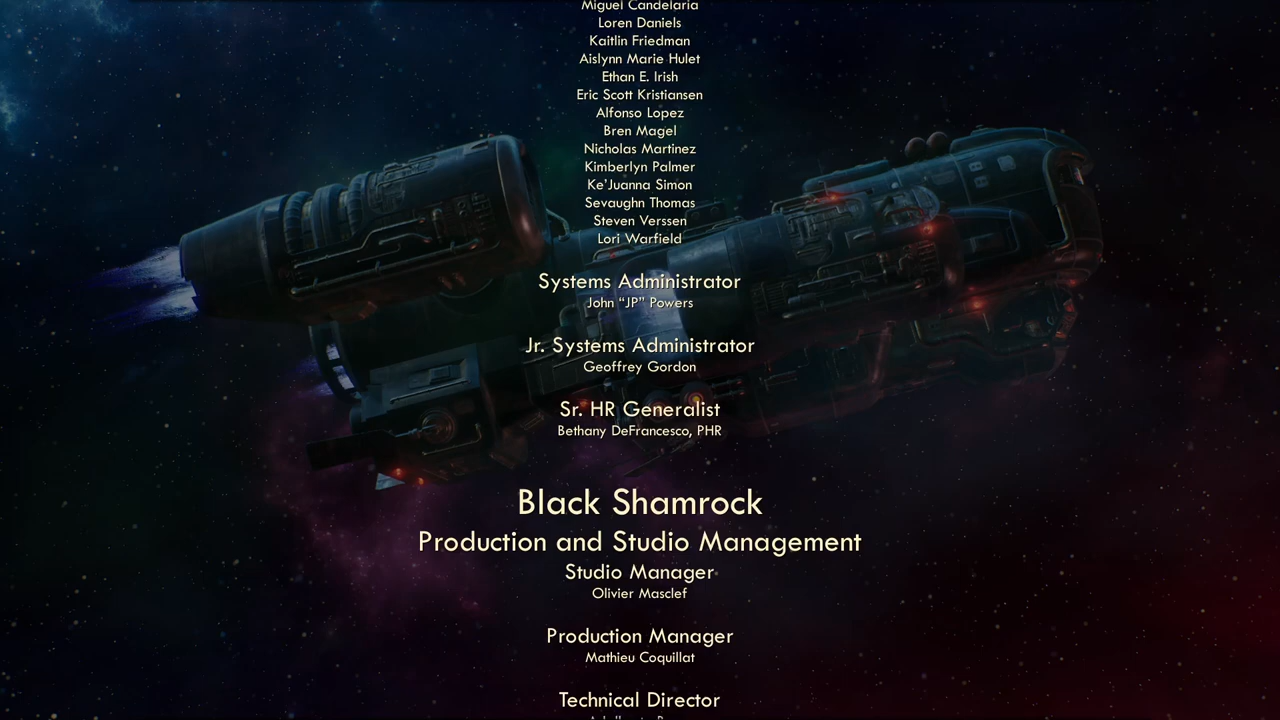 Miguel Candelaria
Loren Daniels
Kaitlin Friedman
Aislynn Marie Hulet
Ethan E. Irish
Eric Scott Kristiansen
Alfonso Lopez
Bren Magel
Nicholas Martinez
Kimberlyn Palmer
Ke’Juanna Simon
Sevaughn Thomas
Steven Verssen
Lori Warfield
Systems Administrator
John “JP” Powers
Jr. Systems Administrator
Geoffrey Gordon
Sr. HR Generalist
Bethany DeFrancesco, PHR
Black Shamrock
Production and Studio Management
Studio Manager
Olivier Masclef
Production Manager
Mathieu Coquillat
Technical Director